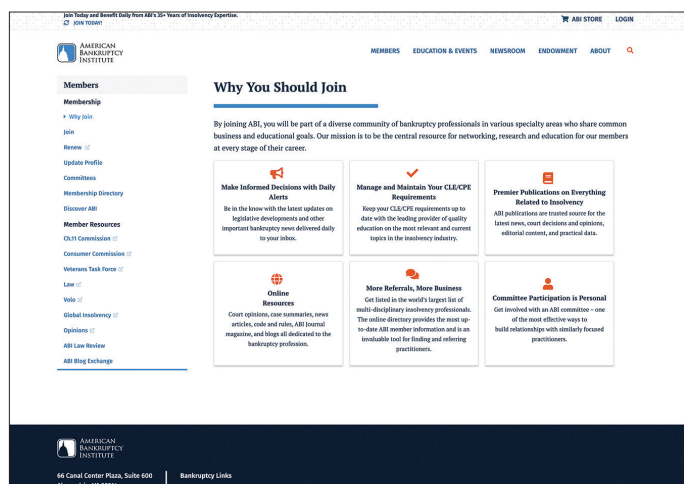 Join Today and Benefit Daily from ABI's 35+ Years of Insolvency Expertise.
JOIN TODAY!
ABI STORE
LOGIN
AMERICAN
BANKRUPTCY
INSTITUTE
MEMBERS
EDUCATION & EVENTS
NEWSROOM
ENDOWMENT
ABOUT
Members
Membership
Why Join
Join
Renew
Update Profile
Committees
Membership Directory
Discover ABI
Member Resources
Ch.11 Commission
Consumer Commission
Veterans Task Force
Law
Volo
Global Insolvency
Opinions
ABI Law Review
ABI Blog Exchange
Why You Should Join
By joining ABI, you will be part of a diverse community of bankruptcy professionals in various specialty areas who share common
business and educational goals. Our mission is to be the central resource for networking, research and education for our members
at every stage of their career.
Make Informed Decisions with Daily
Alerts
Be in the know with the latest updates on
legislative developments and other
important bankruptcy news delivered daily
to your inbox.
Manage and Maintain Your CLE/CPE
Requirements
Keep your CLE/CPE requirements up to
date with the leading provider of quality
education on the most relevant and current
topics in the insolvency industry.
Premier Publications on Everything
Related to Insolvency
ABI publications are trusted source for the
latest news, court decisions and opinions,
editorial content, and practical data.
Online
Resources
Court opinions, case summaries, news
articles, code and rules, ABI Journal
magazine, and blogs all dedicated to the
bankruptcy profession.
More Referrals, More Business
Get listed in the world's largest list of
multi-disciplinary insolvency professionals.
The online directory provides the most up-
to-date ABI member information and is an
invaluable tool for finding and referring
practitioners.
Committee Participation is Personal
Get involved with an ABI committee – one
of the most effective ways to
build relationships with similarly focused
practitioners.
AMERICAN
BANKRUPTCY
INSTITUTE
66 Canal Center Plaza, Suite 600
Bankruptcy Links